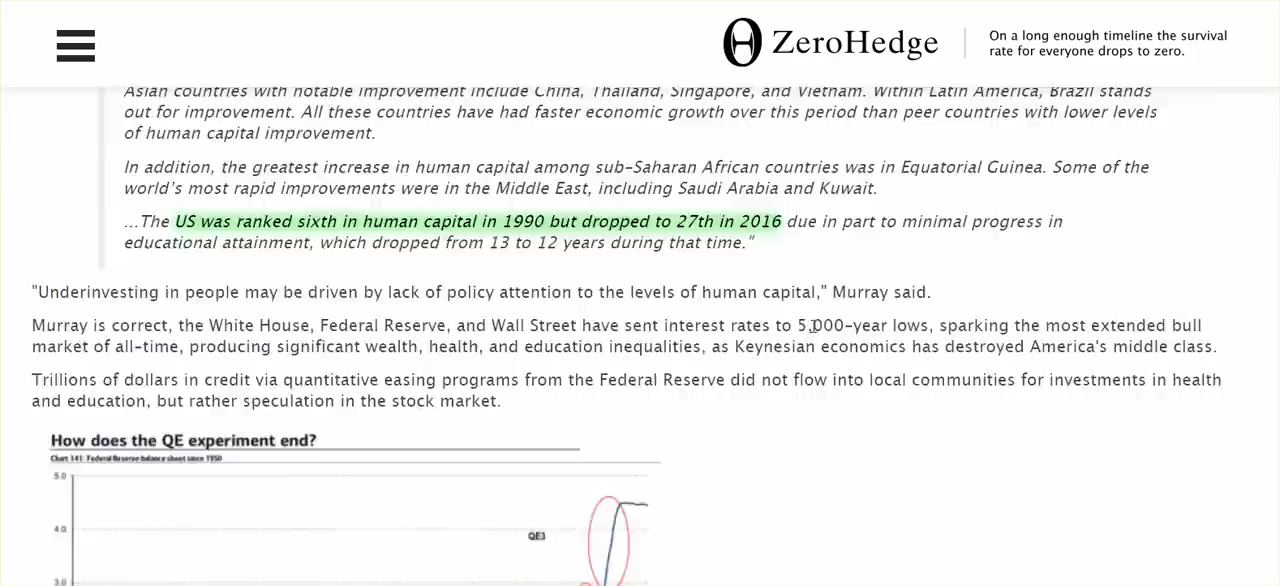 ZeroHedge
On a long enough timeline the survival
rate for everyone drops to zero.
Asian countries with notable improvement include China, Thailand, Singapore, and Vietnam. Within Latin America, Brazil stands
out for improvement. All these countries have had faster economic growth over this period than peer countries with lower levels
of human capital improvement.
In addition, the greatest increase in human capital among sub-Saharan African countries was in Equatorial Guinea. Some of the
world's most rapid improvements were in the Middle East, including Saudi Arabia and Kuwait.
...The US was ranked sixth in human capital in 1990 but dropped to 27th in 2016 due in part to minimal progress in
educational attainment, which dropped from 13 to 12 years during that time."
"Underinvesting in people may be driven by lack of policy attention to the levels of human capital," Murray said.
Murray is correct, the White House, Federal Reserve, and Wall Street have sent interest rates to 5,000-year lows, sparking the most extended bull
market of all-time, producing significant wealth, health, and education inequalities, as Keynesian economics has destroyed America's middle class.
Trillions of dollars in credit via quantitative easing programs from the Federal Reserve did not flow into local communities for investments in health
and education, but rather speculation in the stock market.
How does the QE experiment end?
Chart 141: Federal Reserve balance sheet since 1950
5.0
4.0
QE3
3.0